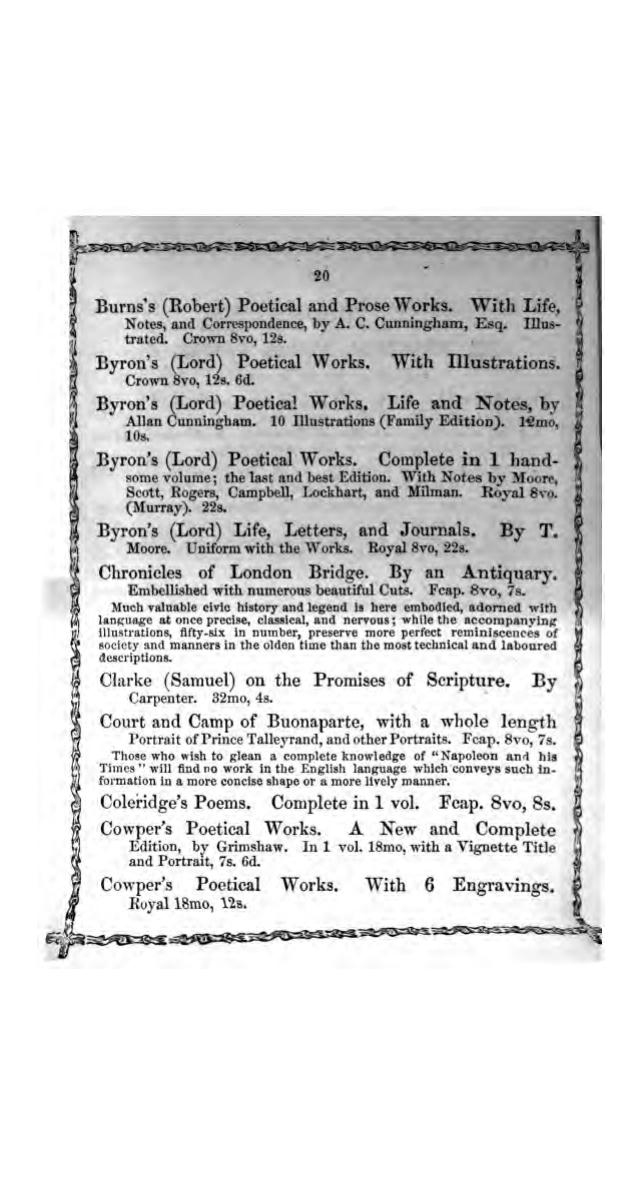 20
Burns's (Robert) Poetical and Prose Works. With Life,
Notes, and Correspondence, by A. C. Cunningham, Esq. Illus-
trated. Crown 8vo, 12s.
Byron's (Lord) Poetical Works. With Illustrations.
Crown 8vo, 12s. 6d.
Byron's (Lord) Poetical Works. Life and Notes, by
Allan Cunningham. 10 Illustrations (Family Edition). 12mo,
10s.
Byron's (Lord) Poetical Works. Complete in 1 hand-
some volume; the last and best Edition. With Notes by Moore,
Scott, Rogers, Campbell, Lockhart, and Milman. Royal 8vo.
(Murray). 22s.
Byron's (Lord) Life, Letters, and Journals. By T.
Moore. Uniform with the Works. Royal 8vo, 22s.
Chronicles of London Bridge. By an Antiquary.
Embellished with numerous beautiful Cuts. Fcap. 8vo, 7s.
Much valuable civic history and legend is here embodied, adorned with
language at once precise, classical, and nervous; while the accompanying
illustrations, fifty-six in number, preserve more perfect reminiscences of
society and manners in the olden time than the most technical and laboured
descriptions.
Clarke (Samuel) on the Promises of Scripture. By
Carpenter. 32mo, 4s.
Court and Camp of Buonaparte, with a whole length
Portrait of Prince Talleyrand, and other Portraits. Fcap. 8vo, 7s.
Those who wish to glean a complete knowledge of "Napoleon and his
Times" will find no work in the English language which conveys such in-
formation in a more concise shape or a more lively manner.
Coleridge's Poems. Complete in 1 vol. Fcap. 8vo, 8s.
Cowper's Poetical Works. A New and Complete
Edition, by Grimshaw. In 1 vol. 18mo, with a Vignette Title
and Portrait, 7s. 6d.
Cowper's Poetical Works. With 6 Engravings.
Royal 18mo, 12s.